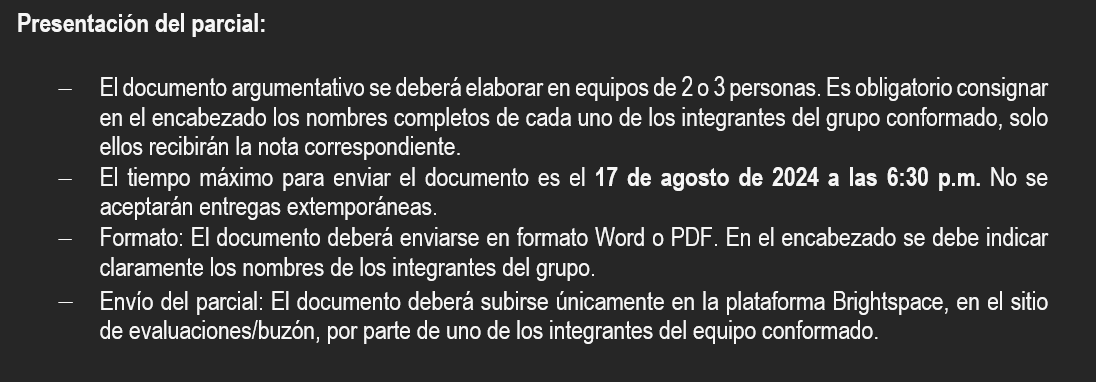 Presentación del parcial:
– El documento argumentativo se deberá elaborar en equipos de 2 o 3 personas. Es obligatorio consignar
en el encabezado los nombres completos de cada uno de los integrantes del grupo conformado, solo
ellos recibirán la nota correspondiente.
– El tiempo máximo para enviar el documento es el 17 de agosto de 2024 a las 6:30 p.m. No se
aceptarán entregas extemporáneas.
– Formato: El documento deberá enviarse en formato Word o PDF. En el encabezado se debe indicar
claramente los nombres de los integrantes del grupo.
– Envío del parcial: El documento deberá subirse únicamente en la plataforma Brightspace, en el sitio
de evaluaciones/buzón, por parte de uno de los integrantes del equipo conformado.